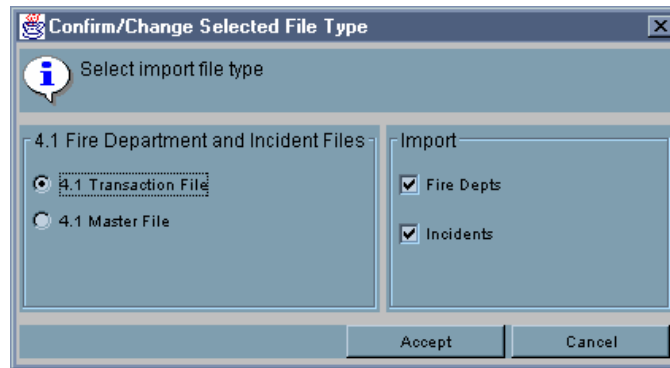 Confirm/Change Selected File Type
Select import file type
4.1 Fire Department and Incident Files
4.1 Transaction File
4.1 Master File
Import
Fire Depts
Incidents
Accept
Cancel